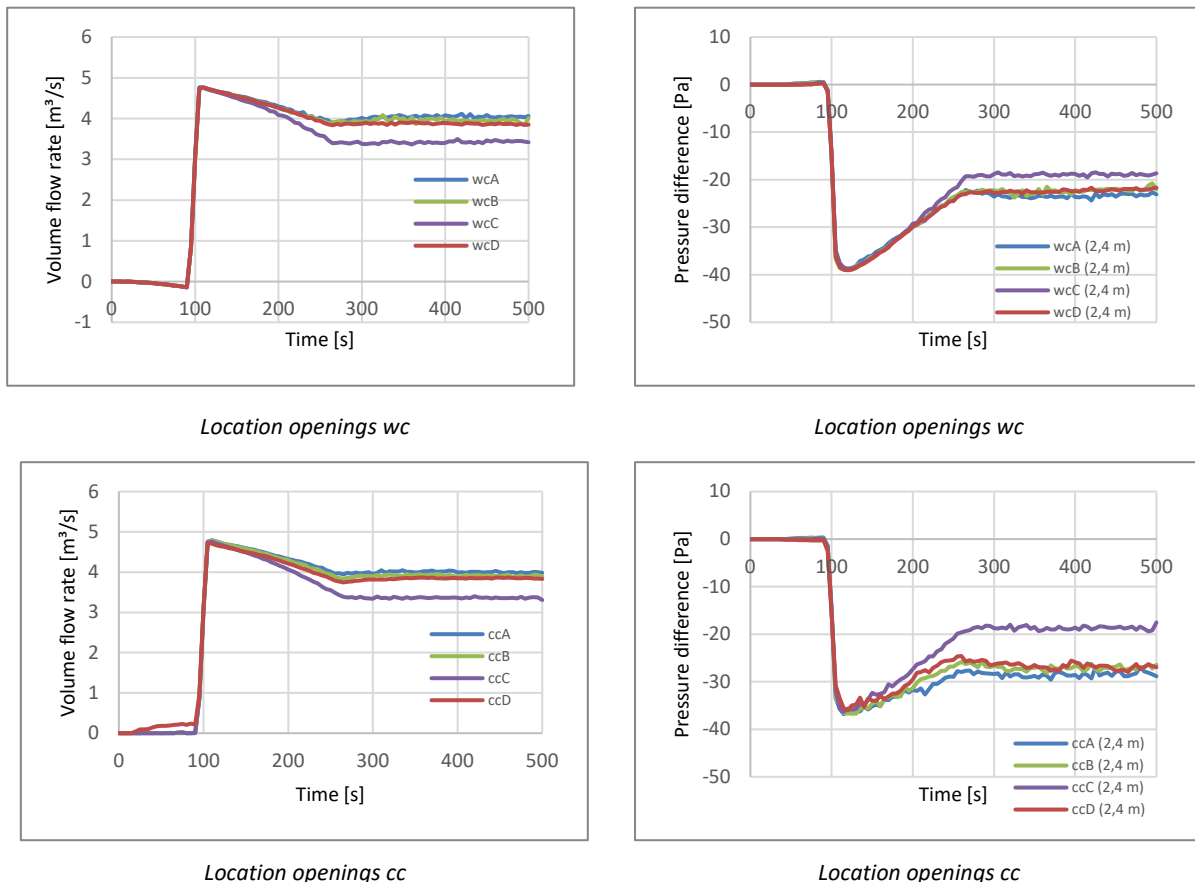 6
5
4
3
2
1
0
-1
0 100 200 300 400 500
Volume flow rate [m³/s]
Time [s]
wcA
wcB
wcC
wcD
10
0
-10
-20
-30
-40
-50
0 100 200 300 400 500
Pressure difference [Pa]
Time [s]
wcA (2,4 m)
wcB (2,4 m)
wcC (2,4 m)
wcD (2,4 m)
Location openings wc
Location openings wc
6
5
4
3
2
1
0
0 100 200 300 400 500
Volume flow rate [m³/s]
Time [s]
ccA
ccB
ccC
ccD
10
0
-10
-20
-30
-40
-50
0 100 200 300 400 500
Pressure difference [Pa]
Time [s]
ccA (2,4 m)
ccB (2,4 m)
ccC (2,4 m)
ccD (2,4 m)
Location openings cc
Location openings cc